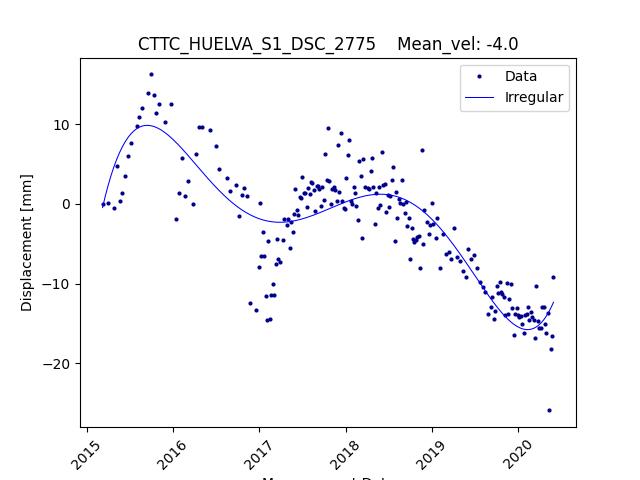 CTTC_HUELVA_S1_DSC_2775    Mean_vel: -4.0
Data
Irregular
Displacement [mm]
10
0
−10
−20
2015
2016
2017
2018
2019
2020